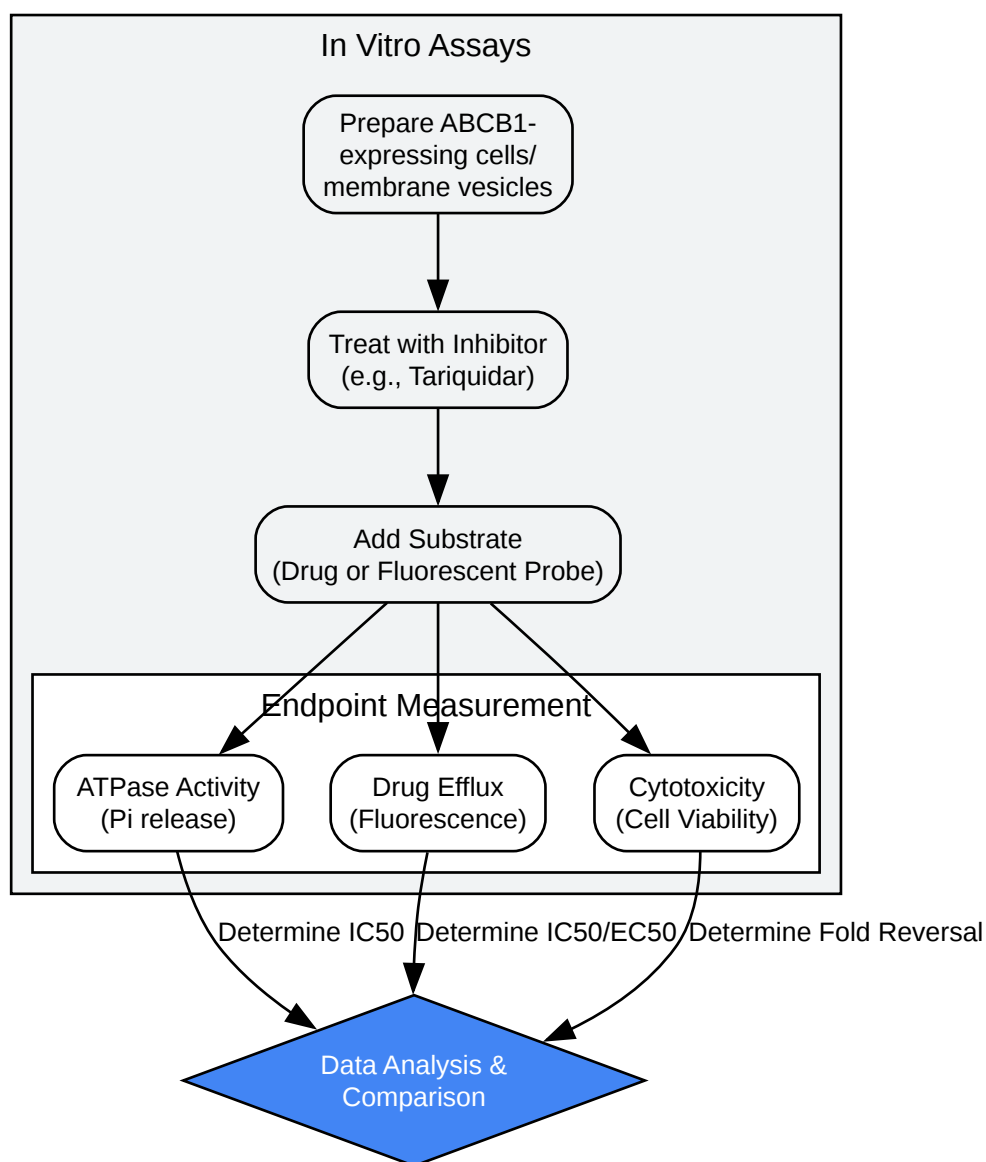 In Vitro Assays
Prepare ABCB1-
expressing cells/
membrane vesicles
Treat with Inhibitor
(e.g., Tariquidar)
Add Substrate
(Drug or Fluorescent Probe)
Endpoint Measurement
ATPase Activity
(Pi release)
Drug Efflux
(Fluorescence)
Cytotoxicity
(Cell Viability)
Determine IC50
Determine IC50/EC50
Determine Fold Reversal
Data Analysis &
Comparison